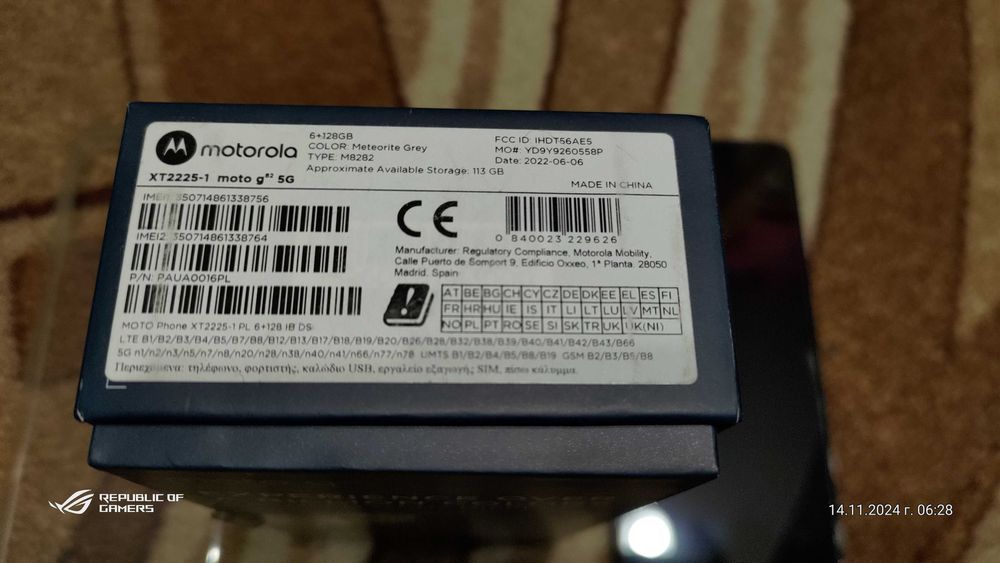 motorola
XT2225-1 moto g⁸² 5G
6+128GB
COLOR: Meteorite Grey
TYPE: M8282
Approximate Available Storage: 113 GB
FCC ID: IHDT56AE5
MO#: YD9Y9260558P
Date: 2022-06-06
MADE IN CHINA
IMEI1: 350714861338756
IMEI2: 350714861338764
P/N: PAUA0016PL
CE
0 840023 229626
Manufacturer: Regulatory Compliance, Motorola Mobility,
Calle Puerto de Somport 9, Edificio Oxxeo, 1ª Planta. 28050
Madrid, Spain
AT BE BG CH CY CZ DE DK EE EL ES FI
FR HR HU IE IS IT LI LT LU LV MT NL
NO PL PT RO SE SI SK TR UK UK(NI)
MOTO Phone XT2225-1 PL 6+128 IB DS
LTE B1/B2/B3/B4/B5/B7/B8/B12/B13/B17/B18/B19/B20/B26/B28/B32/B38/B39/B40/B41/B42/B43/B66
5G n1/n2/n3/n5/n7/n8/n20/n28/n38/n40/n41/n66/n77/n78 UMTS B1/B2/B4/B5/B8/B19 GSM B2/B3/B5/B8
Περιεχόμενα: τηλέφωνο, φορτιστής, καλώδιο USB, εργαλείο εξαγωγής SIM, πίσω κάλυμμα.
REPUBLIC OF
GAMERS
14.11.2024 г. 06:28